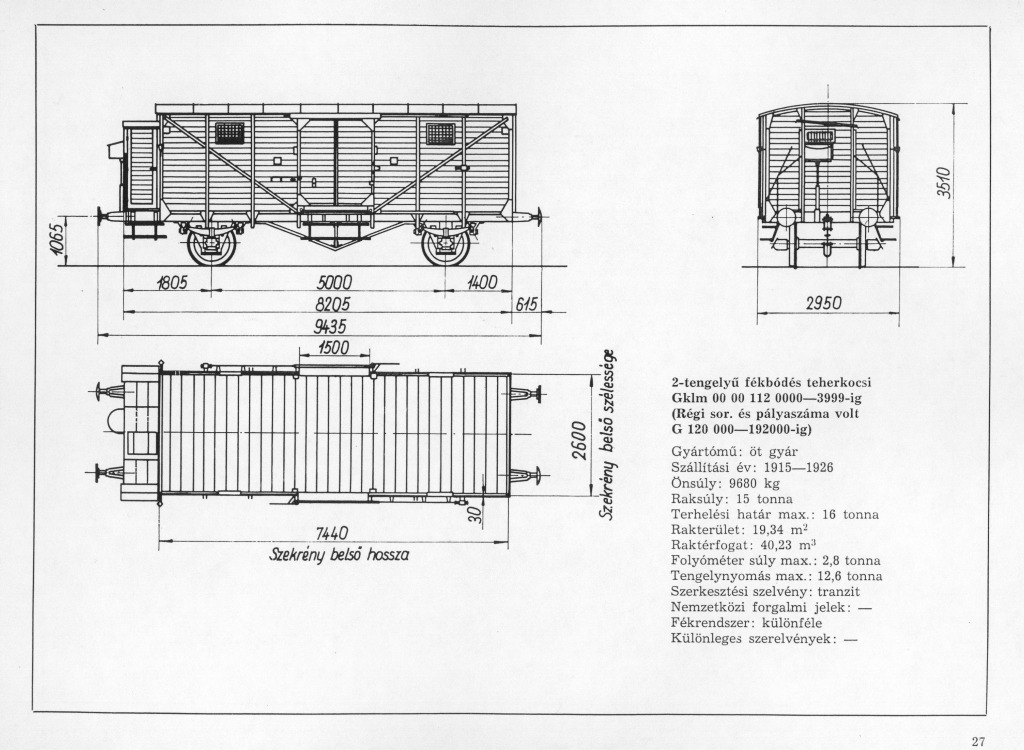 1065
1805
5000
1400
8205
615
9435
3510
2950
1500
2600
Szekrény belső szélessége
30
7440
Szekrény belső hossza
2-tengelyű fékbódés teherkocsi
Gklm 00 00 112 0000—3999-ig
(Régi sor. és pályaszáma volt
G 120 000—192000-ig)
Gyártómű: öt gyár
Szállítási év: 1915—1926
Önsúly: 9680 kg
Raksúly: 15 tonna
Terhelési határ max.: 16 tonna
Rakterület: 19,34 m²
Raktérfogat: 40,23 m³
Folyóméter súly max.: 2,8 tonna
Tengelynyomás max.: 12,6 tonna
Szerkesztési szelvény: tranzit
Nemzetközi forgalmi jelek: —
Fékrendszer: különféle
Különleges szerelvények: —
27